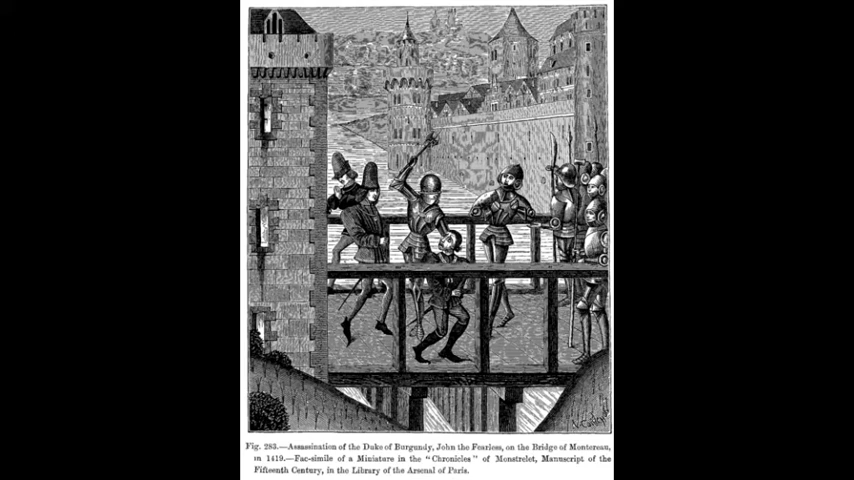 Fig. 283.—Assassination of the Duke of Burgundy, John the Fearless, on the Bridge of Montereau,
in 1419.—Fac-simile of a Miniature in the "Chronicles" of Monstrelet, Manuscript of the
Fifteenth Century, in the Library of the Arsenal of Paris.